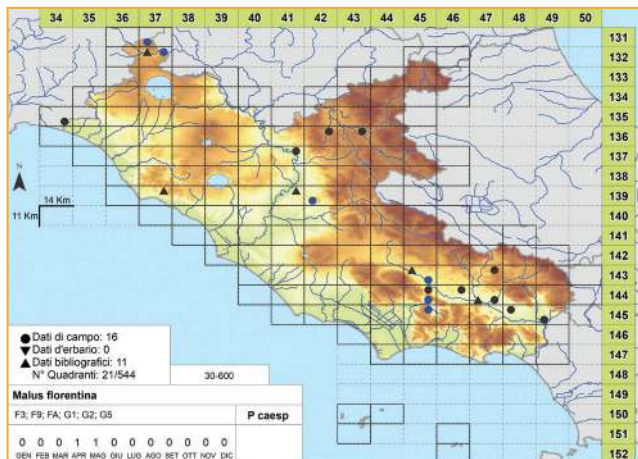 34 35 36 37 38 39 40 41 42 43 44 45 46 47 48 49 50
131
132
133
134
135
136
137
138
139
140
141
142
143
144
145
146
147
148
149
150
151
152
N
14 Km
11 Km
Dati di campo: 16
Dati d'erbario: 0
Dati bibliografici: 11
N° Quadranti: 21/544
30-600
Malus florentina
F3; F9; FA; G1; G2; G5
P caesp
0 0 0 1 1 0 0 0 0 0 0 0
GEN FEB MAR APR MAG GIU LUG AGO SET OTT NOV DIC